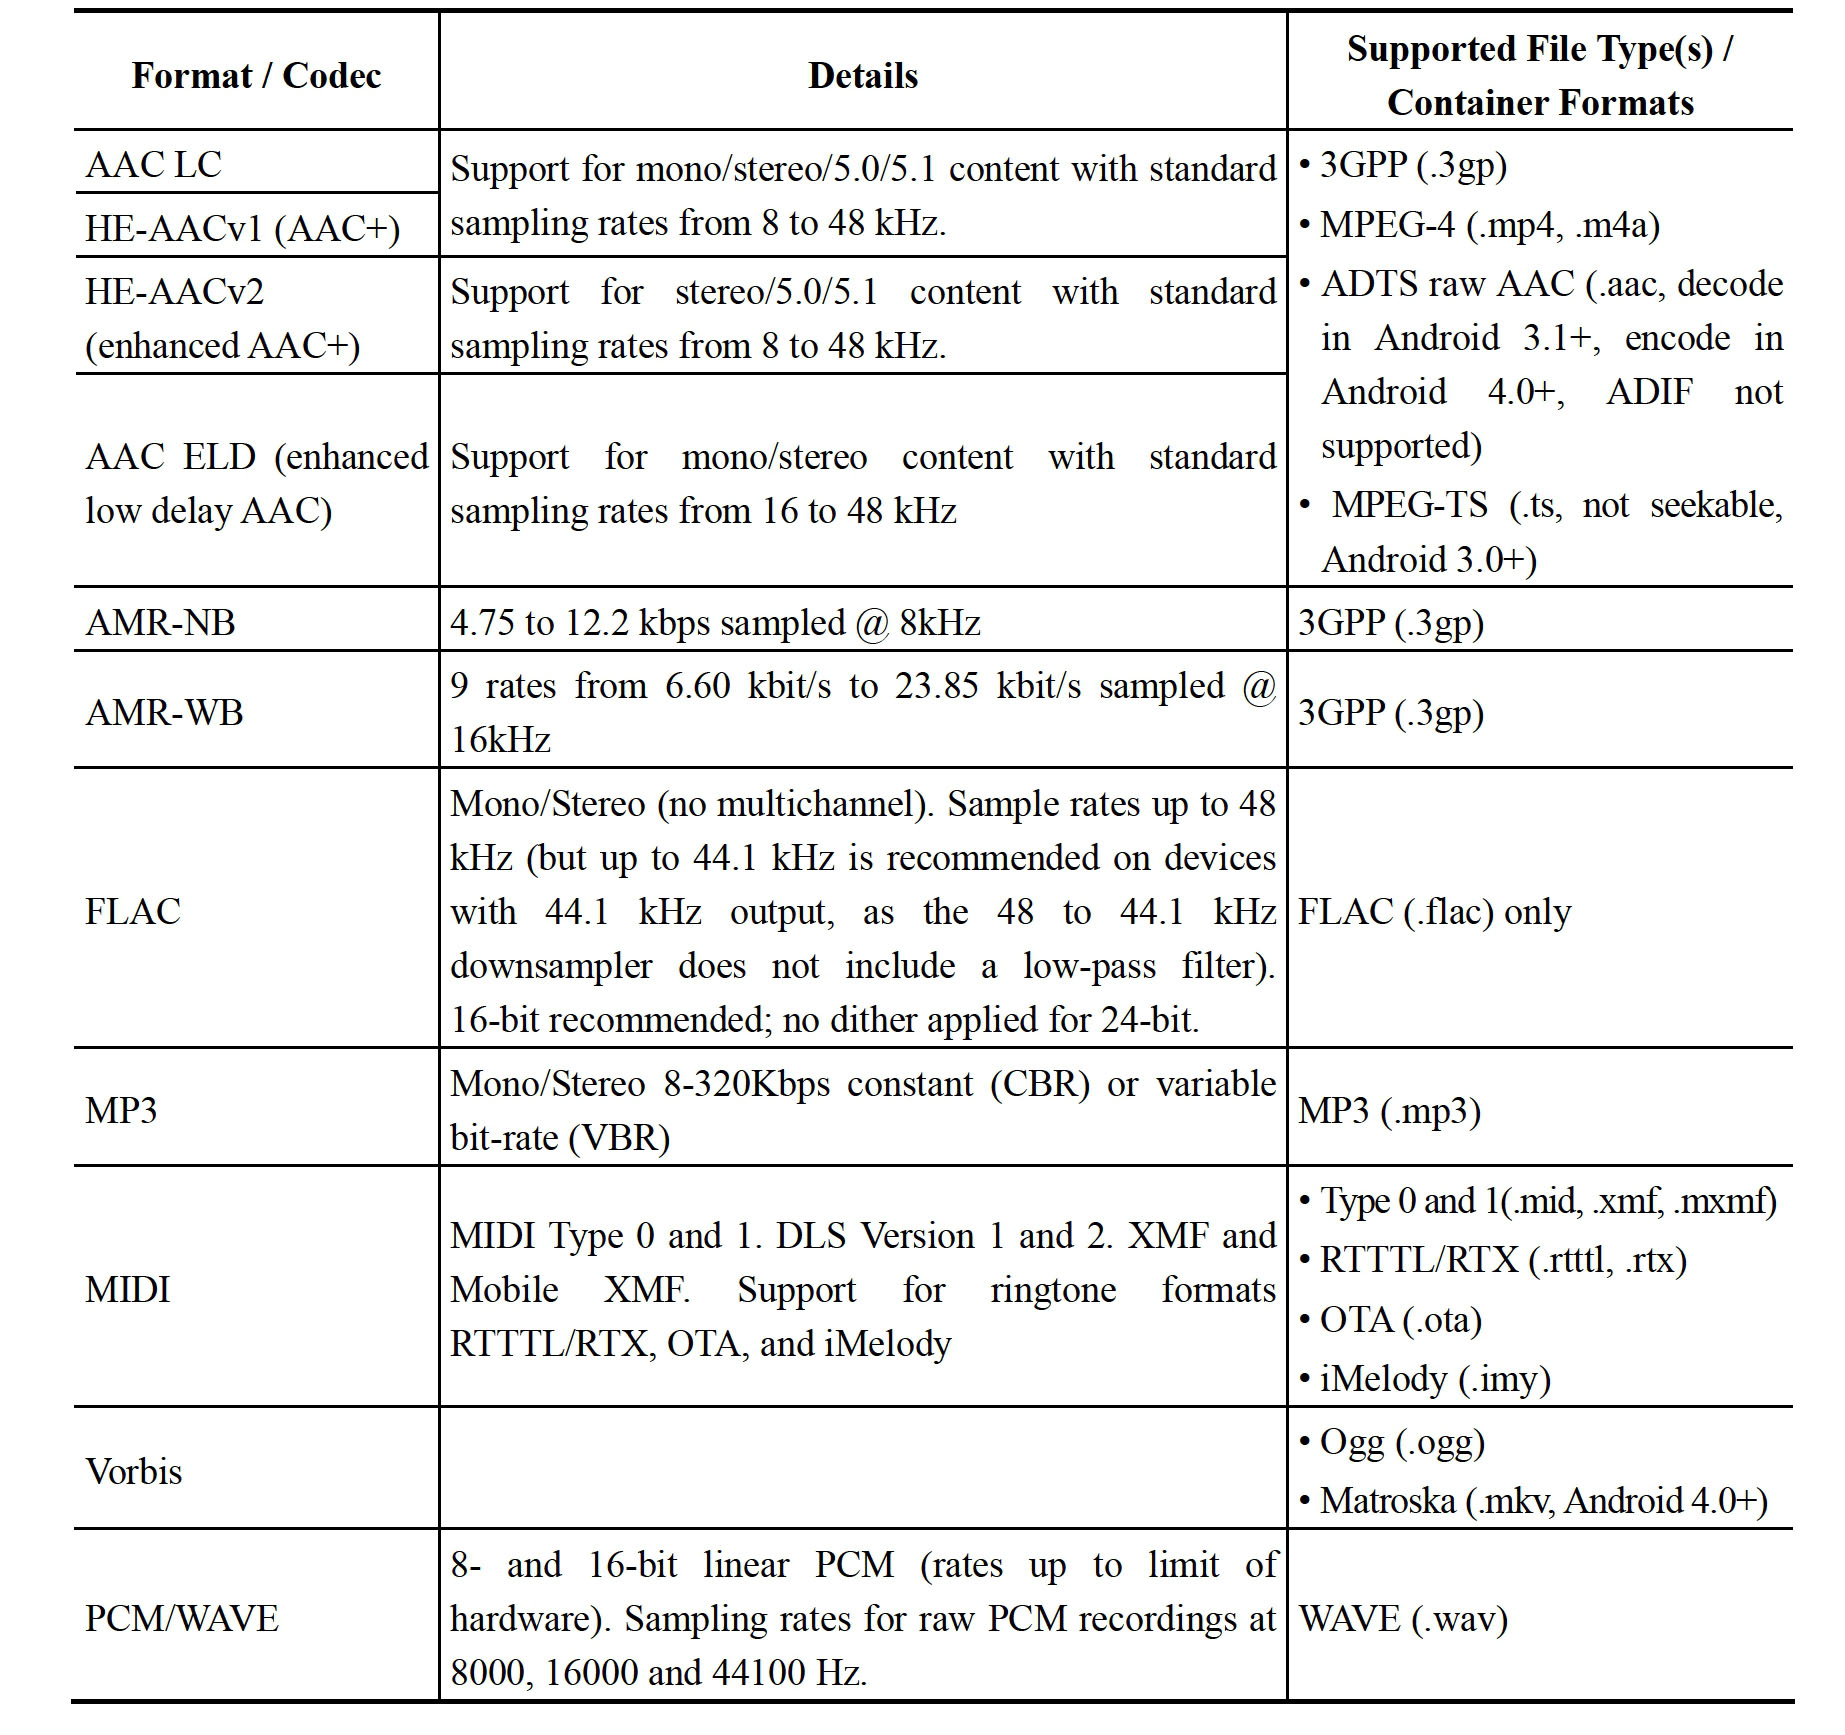 Format / Codec
Details
Supported File Type(s) /
Container Formats
AAC LC
HE-AACv1 (AAC+)
Support for mono/stereo/5.0/5.1 content with standard
sampling rates from 8 to 48 kHz.
HE-AACv2
(enhanced AAC+)
Support for stereo/5.0/5.1 content with standard
sampling rates from 8 to 48 kHz.
AAC ELD (enhanced
low delay AAC)
Support for mono/stereo content with standard
sampling rates from 16 to 48 kHz
• 3GPP (.3gp)
• MPEG-4 (.mp4, .m4a)
• ADTS raw AAC (.aac, decode
in Android 3.1+, encode in
Android 4.0+, ADIF not
supported)
• MPEG-TS (.ts, not seekable,
Android 3.0+)
AMR-NB
4.75 to 12.2 kbps sampled @ 8kHz
3GPP (.3gp)
AMR-WB
9 rates from 6.60 kbit/s to 23.85 kbit/s sampled @
16kHz
3GPP (.3gp)
FLAC
Mono/Stereo (no multichannel). Sample rates up to 48
kHz (but up to 44.1 kHz is recommended on devices
with 44.1 kHz output, as the 48 to 44.1 kHz
downsampler does not include a low-pass filter).
16-bit recommended; no dither applied for 24-bit.
FLAC (.flac) only
MP3
Mono/Stereo 8-320Kbps constant (CBR) or variable
bit-rate (VBR)
MP3 (.mp3)
MIDI
MIDI Type 0 and 1. DLS Version 1 and 2. XMF and
Mobile XMF. Support for ringtone formats
RTTTL/RTX, OTA, and iMelody
• Type 0 and 1(.mid, .xmf, .mxmf)
• RTTTL/RTX (.rtttl, .rtx)
• OTA (.ota)
• iMelody (.imy)
Vorbis
• Ogg (.ogg)
• Matroska (.mkv, Android 4.0+)
PCM/WAVE
8- and 16-bit linear PCM (rates up to limit of
hardware). Sampling rates for raw PCM recordings at
8000, 16000 and 44100 Hz.
WAVE (.wav)